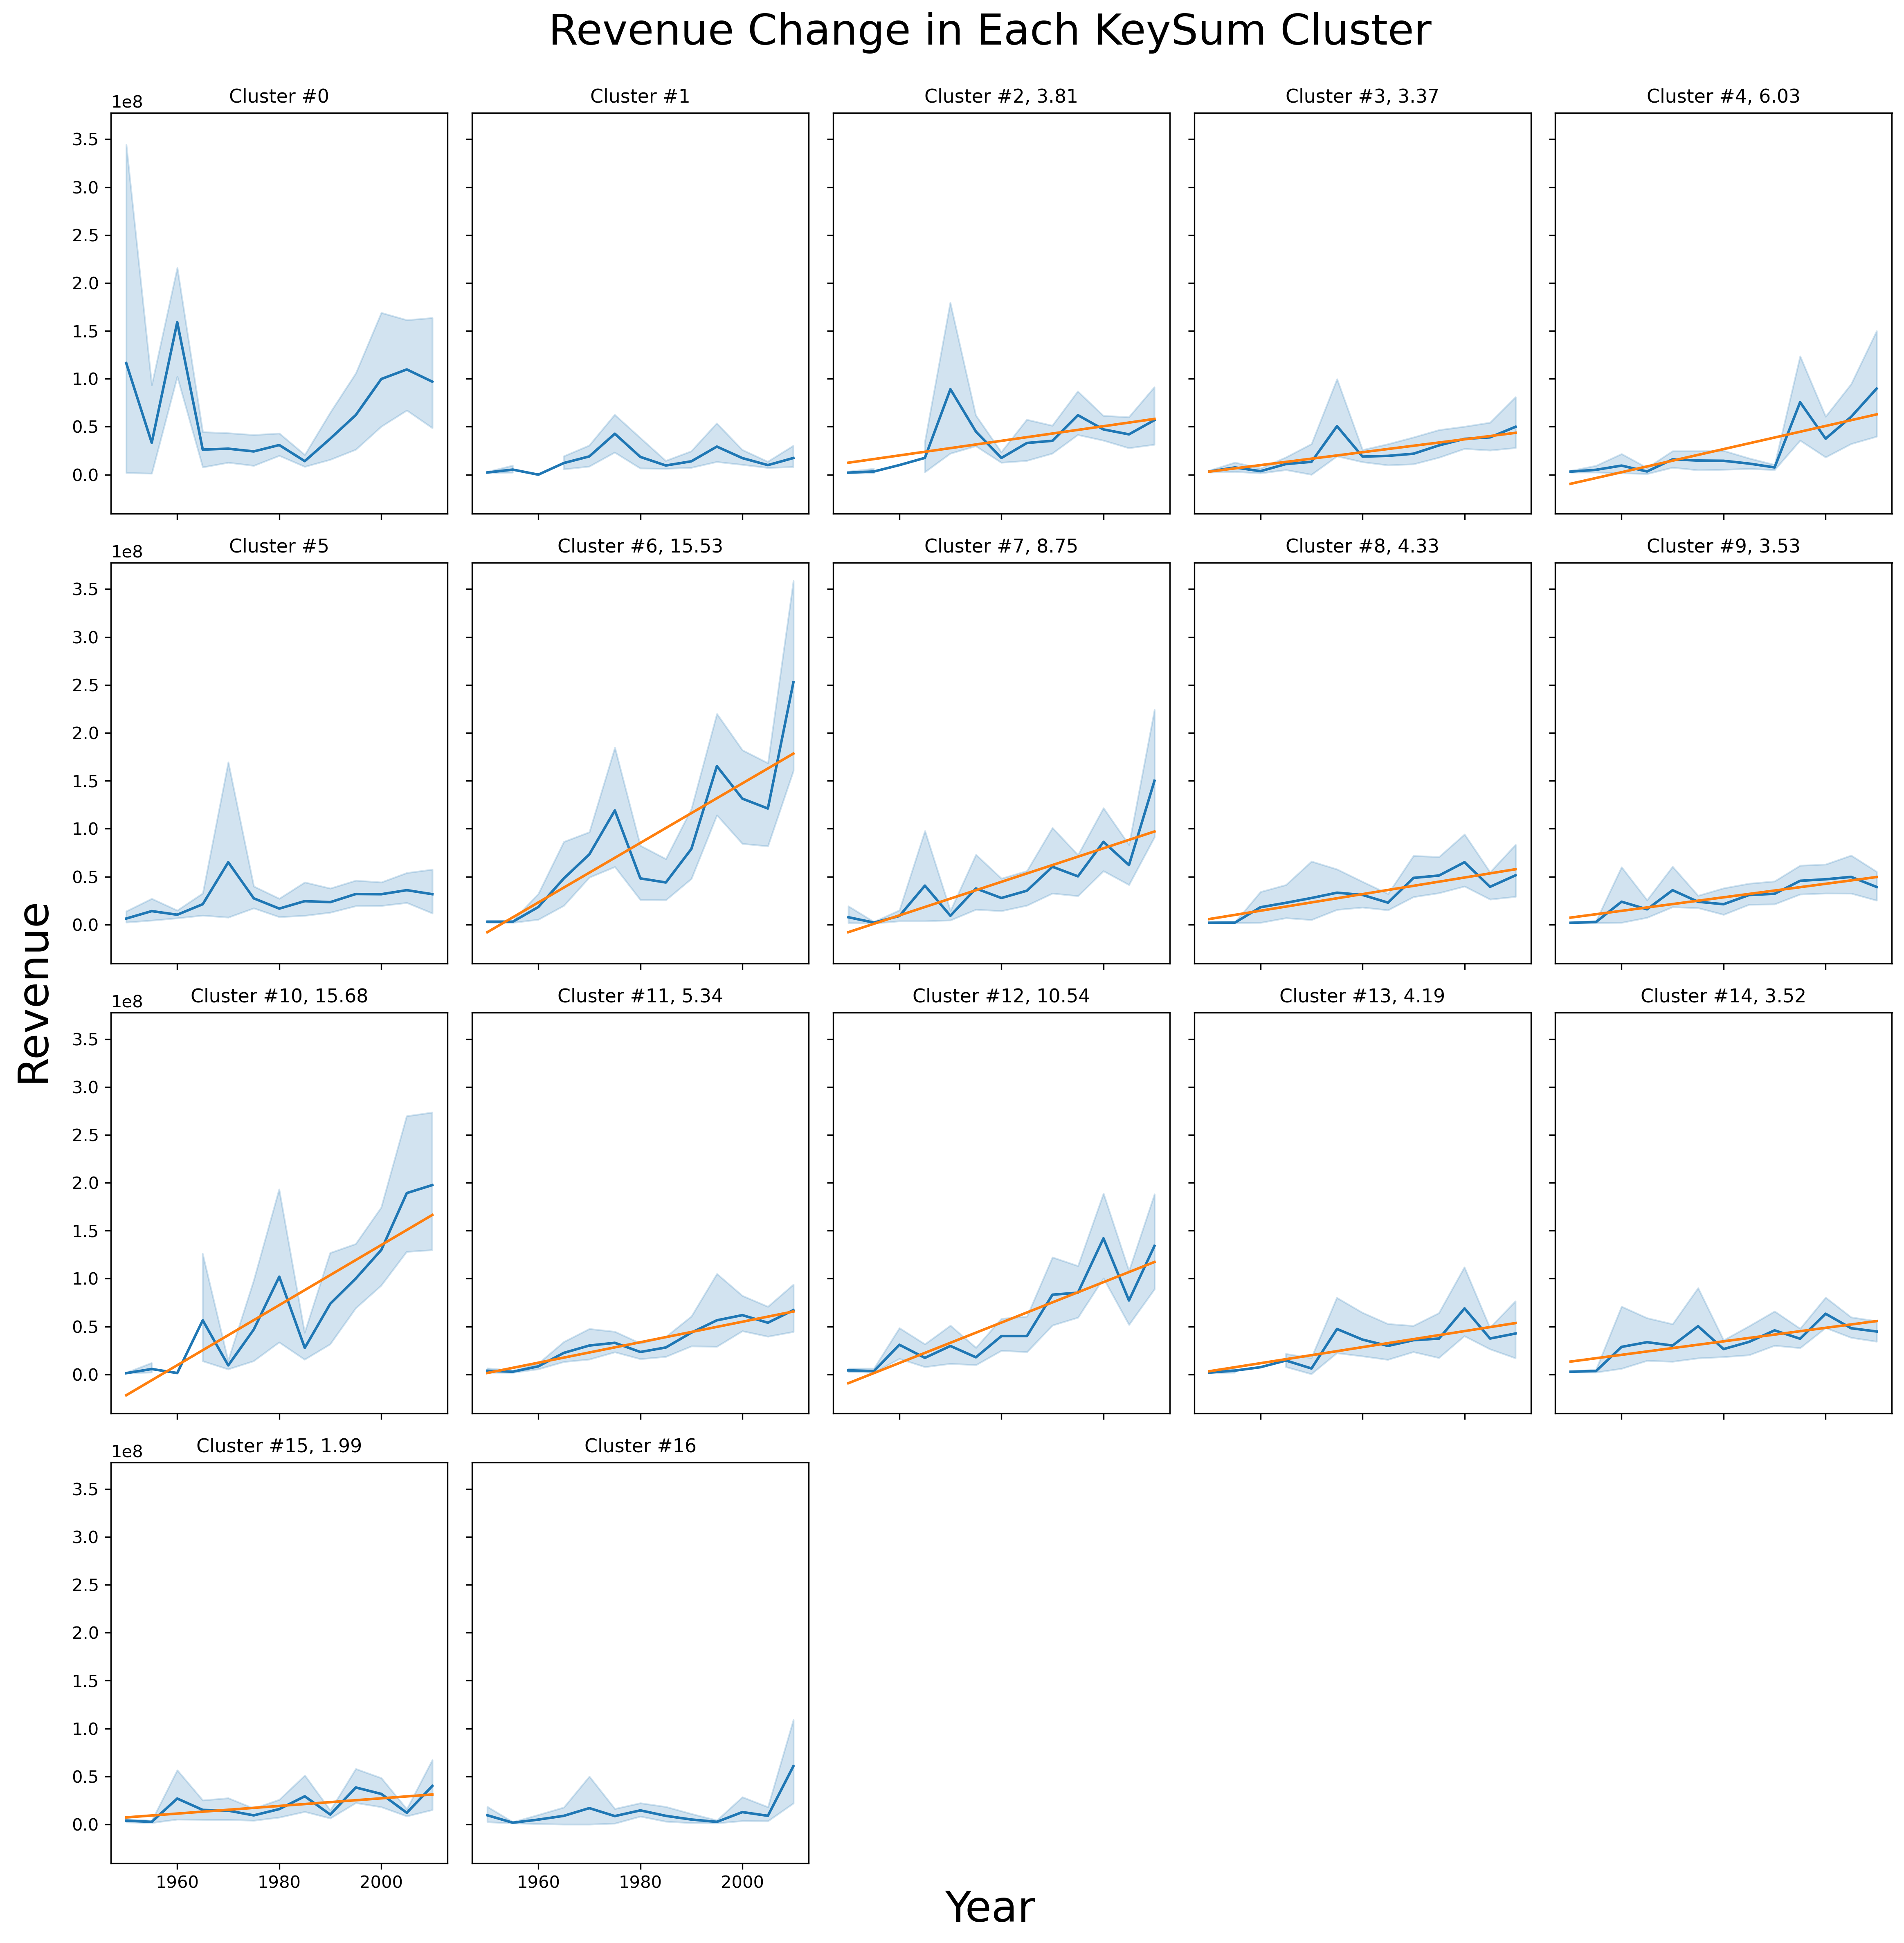 Revenue Change in Each KeySum Cluster
Cluster #0
Cluster #1
Cluster #2, 3.81
Cluster #3, 3.37
Cluster #4, 6.03
1e8
3.5
3.0
2.5
2.0
1.5
1.0
0.5
0.0
Cluster #5
Cluster #6, 15.53
Cluster #7, 8.75
Cluster #8, 4.33
Cluster #9, 3.53
1e8
3.5
3.0
2.5
2.0
1.5
1.0
0.5
0.0
Revenue
Cluster #10, 15.68
Cluster #11, 5.34
Cluster #12, 10.54
Cluster #13, 4.19
Cluster #14, 3.52
1e8
3.5
3.0
2.5
2.0
1.5
1.0
0.5
0.0
Cluster #15, 1.99
Cluster #16
1e8
3.5
3.0
2.5
2.0
1.5
1.0
0.5
0.0
1960 1980 2000
1960 1980 2000
Year